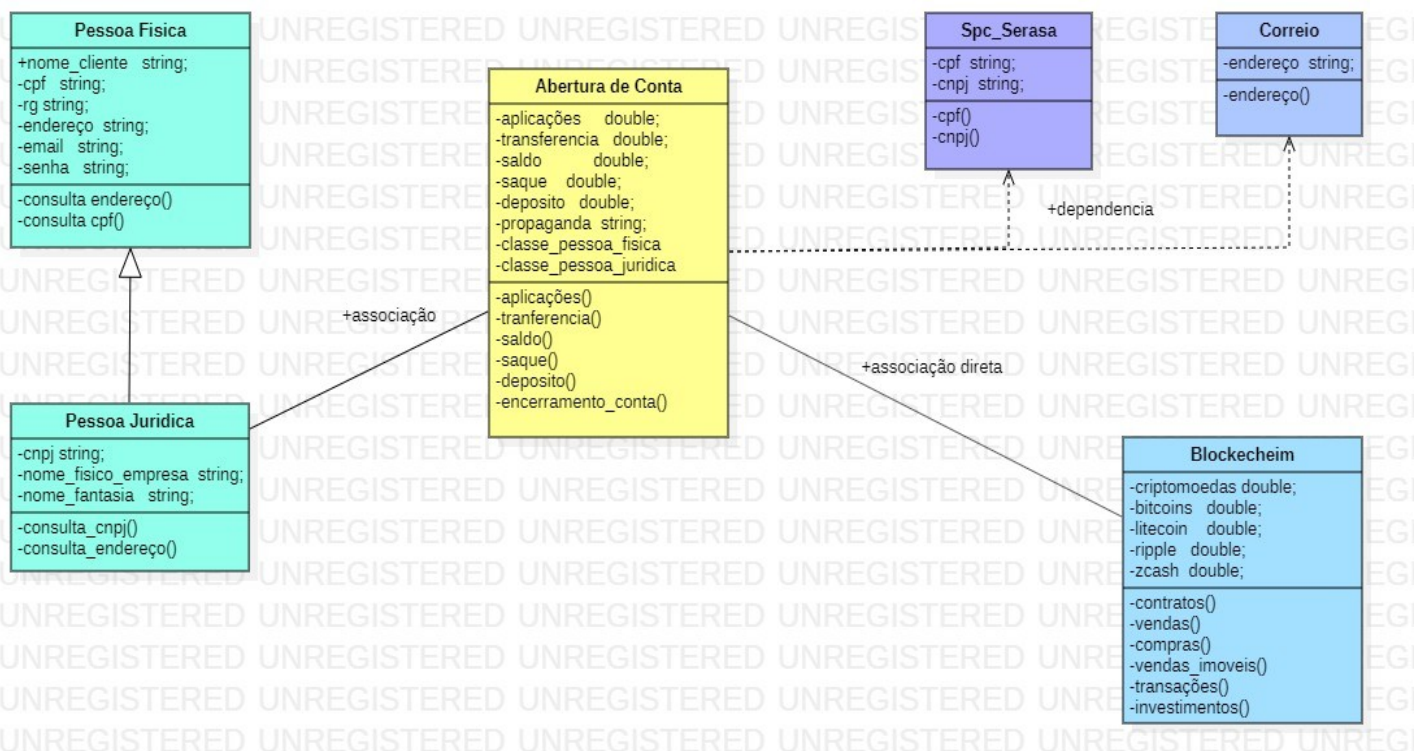 Pessoa Fisica
+nome_cliente string;
-cpf string;
-rg string;
-endereço string;
-email string;
-senha string;
-consulta endereço()
-consulta cpf()
Abertura de Conta
-aplicações double;
-transferencia double;
-saldo double;
-saque double;
-deposito double;
-propaganda string;
-classe_pessoa_fisica
-classe_pessoa_juridica
-aplicações()
-tranferencia()
-saldo()
-saque()
-deposito()
-encerramento_conta()
Spc_Serasa
-cpf string;
-cnpj string;
-cpf()
-cnpj()
Correio
-endereço string;
-endereço()
+dependencia
+associação
+associação direta
Pessoa Juridica
-cnpj string;
-nome_fisico_empresa string;
-nome_fantasia string;
-consulta_cnpj()
-consulta_endereço()
Blockecheim
-criptomoedas double;
-bitcoins double;
-litecoin double;
-ripple double;
-zcash double;
-contratos()
-vendas()
-compras()
-vendas_imoveis()
-transações()
-investimentos()
UNREGISTERED UNREGISTERED UNREGISTERED UNREGISTERED UNREGISTERED